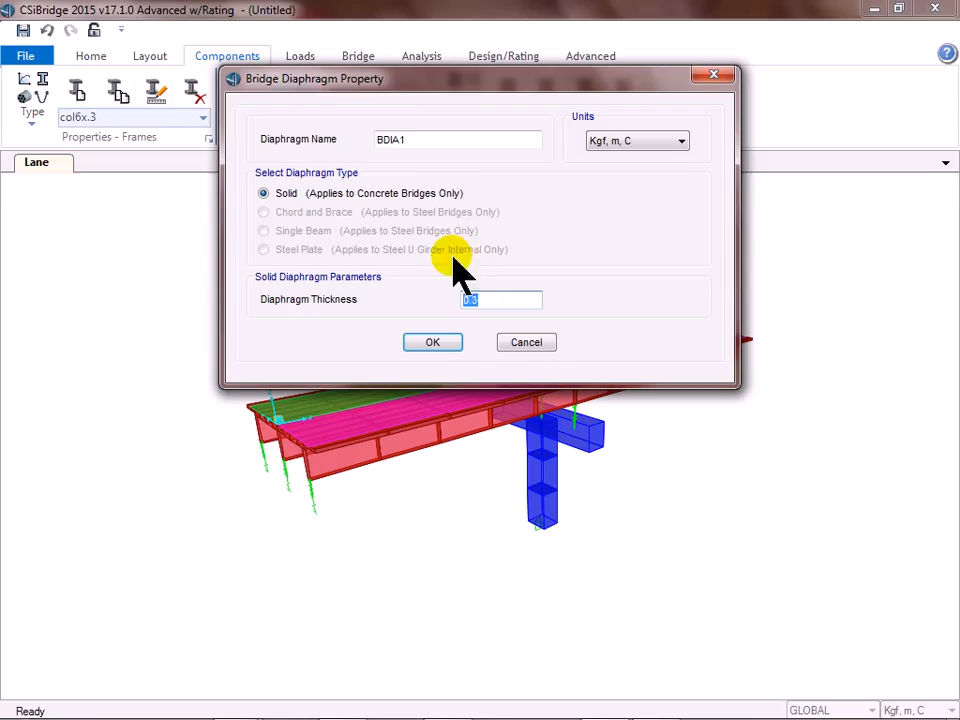 CSiBridge 2015 v17.1.0 Advanced w/Rating - (Untitled)
File Home Layout Components Loads Bridge Analysis Design/Rating Advanced
Type
col6x.3
Properties - Frames
Lane
Bridge Diaphragm Property
Diaphragm Name BDIA1
Units
Kgf, m, C
Select Diaphragm Type
Solid (Applies to Concrete Bridges Only)
Chord and Brace (Applies to Steel Bridges Only)
Single Beam (Applies to Steel Bridges Only)
Steel Plate (Applies to Steel U Girder Internal Only)
Solid Diaphragm Parameters
Diaphragm Thickness 0.3
OK Cancel
Ready GLOBAL Kgf, m, C